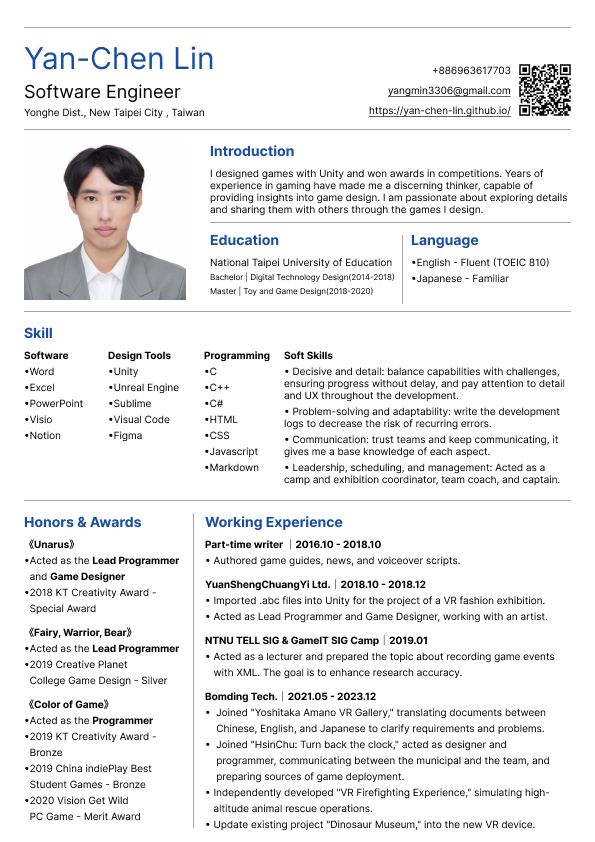 Yan-Chen Lin
Software Engineer
Yonghe Dist., New Taipei City , Taiwan
+886963617703
yangmin3306@gmail.com
https://yan-chen-lin.github.io/
Introduction
I designed games with Unity and won awards in competitions. Years of
experience in gaming have made me a discerning thinker, capable of
providing insights into game design. I am passionate about exploring details
and sharing them with others through the games I design.
Education
National Taipei University of Education
Bachelor | Digital Technology Design(2014-2018)
Master | Toy and Game Design(2018-2020)
Language
•English - Fluent (TOEIC 810)
•Japanese - Familiar
Skill
Software
•Word
•Excel
•PowerPoint
•Visio
•Notion
Design Tools
•Unity
•Unreal Engine
•Sublime
•Visual Code
•Figma
Programming
•C
•C++
•C#
•HTML
•CSS
•Javascript
•Markdown
Soft Skills
• Decisive and detail: balance capabilities with challenges,
ensuring progress without delay, and pay attention to detail
and UX throughout the development.
• Problem-solving and adaptability: write the development
logs to decrease the risk of recurring errors.
• Communication: trust teams and keep communicating, it
gives me a base knowledge of each aspect.
• Leadership, scheduling, and management: Acted as a
camp and exhibition coordinator, team coach, and captain.
Honors & Awards
《Unarus》
•Acted as the Lead Programmer
and Game Designer
•2018 KT Creativity Award -
Special Award
《Fairy, Warrior, Bear》
•Acted as the Lead Programmer
•2019 Creative Planet
College Game Design - Silver
《Color of Game》
•Acted as the Programmer
•2019 KT Creativity Award -
Bronze
•2019 China indiePlay Best
Student Games - Bronze
•2020 Vision Get Wild
PC Game - Merit Award
Working Experience
Part-time writer | 2016.10 - 2018.10
• Authored game guides, news, and voiceover scripts.
YuanShengChuangYi Ltd. | 2018.10 - 2018.12
• Imported .abc files into Unity for the project of a VR fashion exhibition.
• Acted as Lead Programmer and Game Designer, working with an artist.
NTNU TELL SIG & GameIT SIG Camp | 2019.01
• Acted as a lecturer and prepared the topic about recording game events
with XML. The goal is to enhance research accuracy.
Bomding Tech. | 2021.05 - 2023.12
• Joined "Yoshitaka Amano VR Gallery," translating documents between
Chinese, English, and Japanese to clarify requirements and problems.
• Joined "HsinChu: Turn back the clock," acted as designer and
programmer, communicating between the municipal and the team, and
preparing sources of game deployment.
• Independently developed "VR Firefighting Experience," simulating high-
altitude animal rescue operations.
• Update existing project "Dinosaur Museum," into the new VR device.